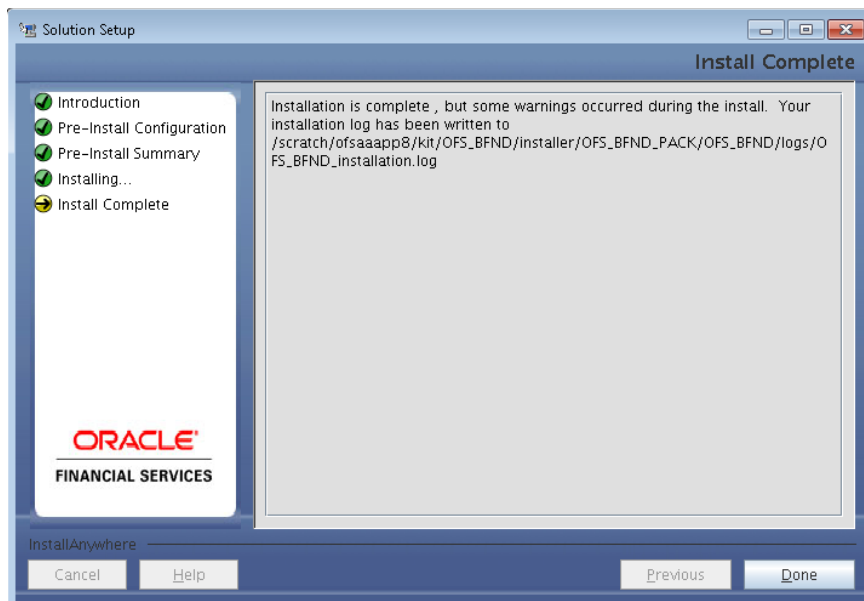 Solution Setup
Install Complete
Introduction
Pre-Install Configuration
Pre-Install Summary
Installing...
Install Complete
Installation is complete , but some warnings occurred during the install.  Your
installation log has been written to
/scratch/ofsaaapp8/kit/OFS_BFND/installer/OFS_BFND_PACK/OFS_BFND/logs/O
FS_BFND_installation.log
ORACLE'
FINANCIAL SERVICES
InstallAnywhere
Cancel
Help
Previous
Done